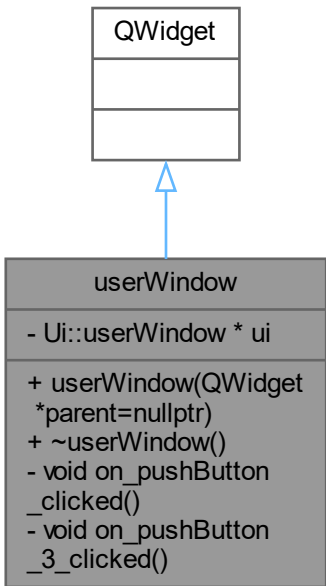 QWidget
userWindow
- Ui::userWindow * ui
+ userWindow(QWidget
*parent=nullptr)
+ ~userWindow()
- void on_pushButton
_clicked()
- void on_pushButton
_3_clicked()